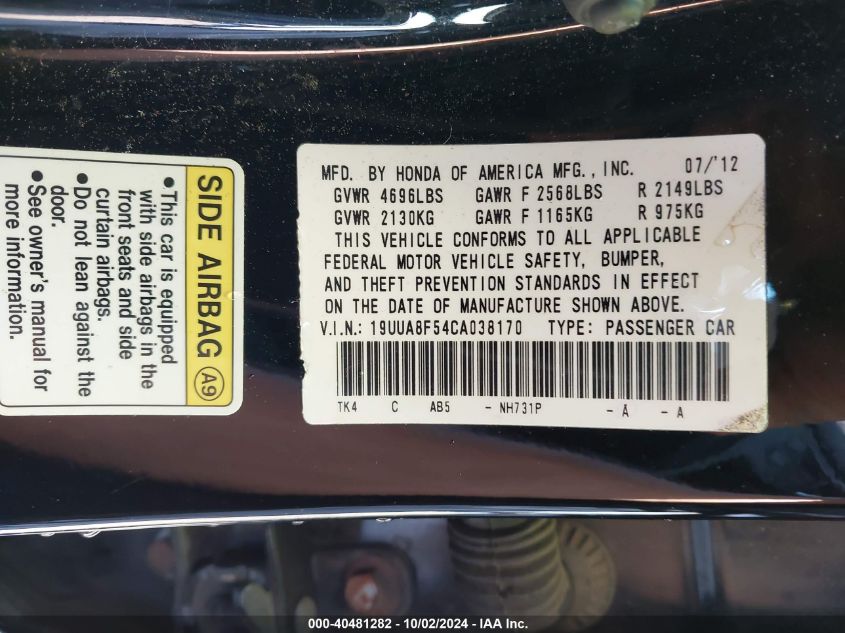 SIDE AIRBAG A9
•This car is equipped
with side airbags in the
front seats and side
curtain airbags.
•Do not lean against the
door.
•See owner's manual for
more information.
MFD. BY HONDA OF AMERICA MFG., INC. 07/'12
GVWR 4696LBS GAWR F 2568LBS R 2149LBS
GVWR 2130KG GAWR F 1165KG R 975KG
THIS VEHICLE CONFORMS TO ALL APPLICABLE
FEDERAL MOTOR VEHICLE SAFETY, BUMPER,
AND THEFT PREVENTION STANDARDS IN EFFECT
ON THE DATE OF MANUFACTURE SHOWN ABOVE.
V.I.N.: 19UUA8F54CA038170 TYPE: PASSENGER CAR
TK4 C AB5 - NH731P - A - A
000-40481282 - 10/02/2024 - IAA Inc.